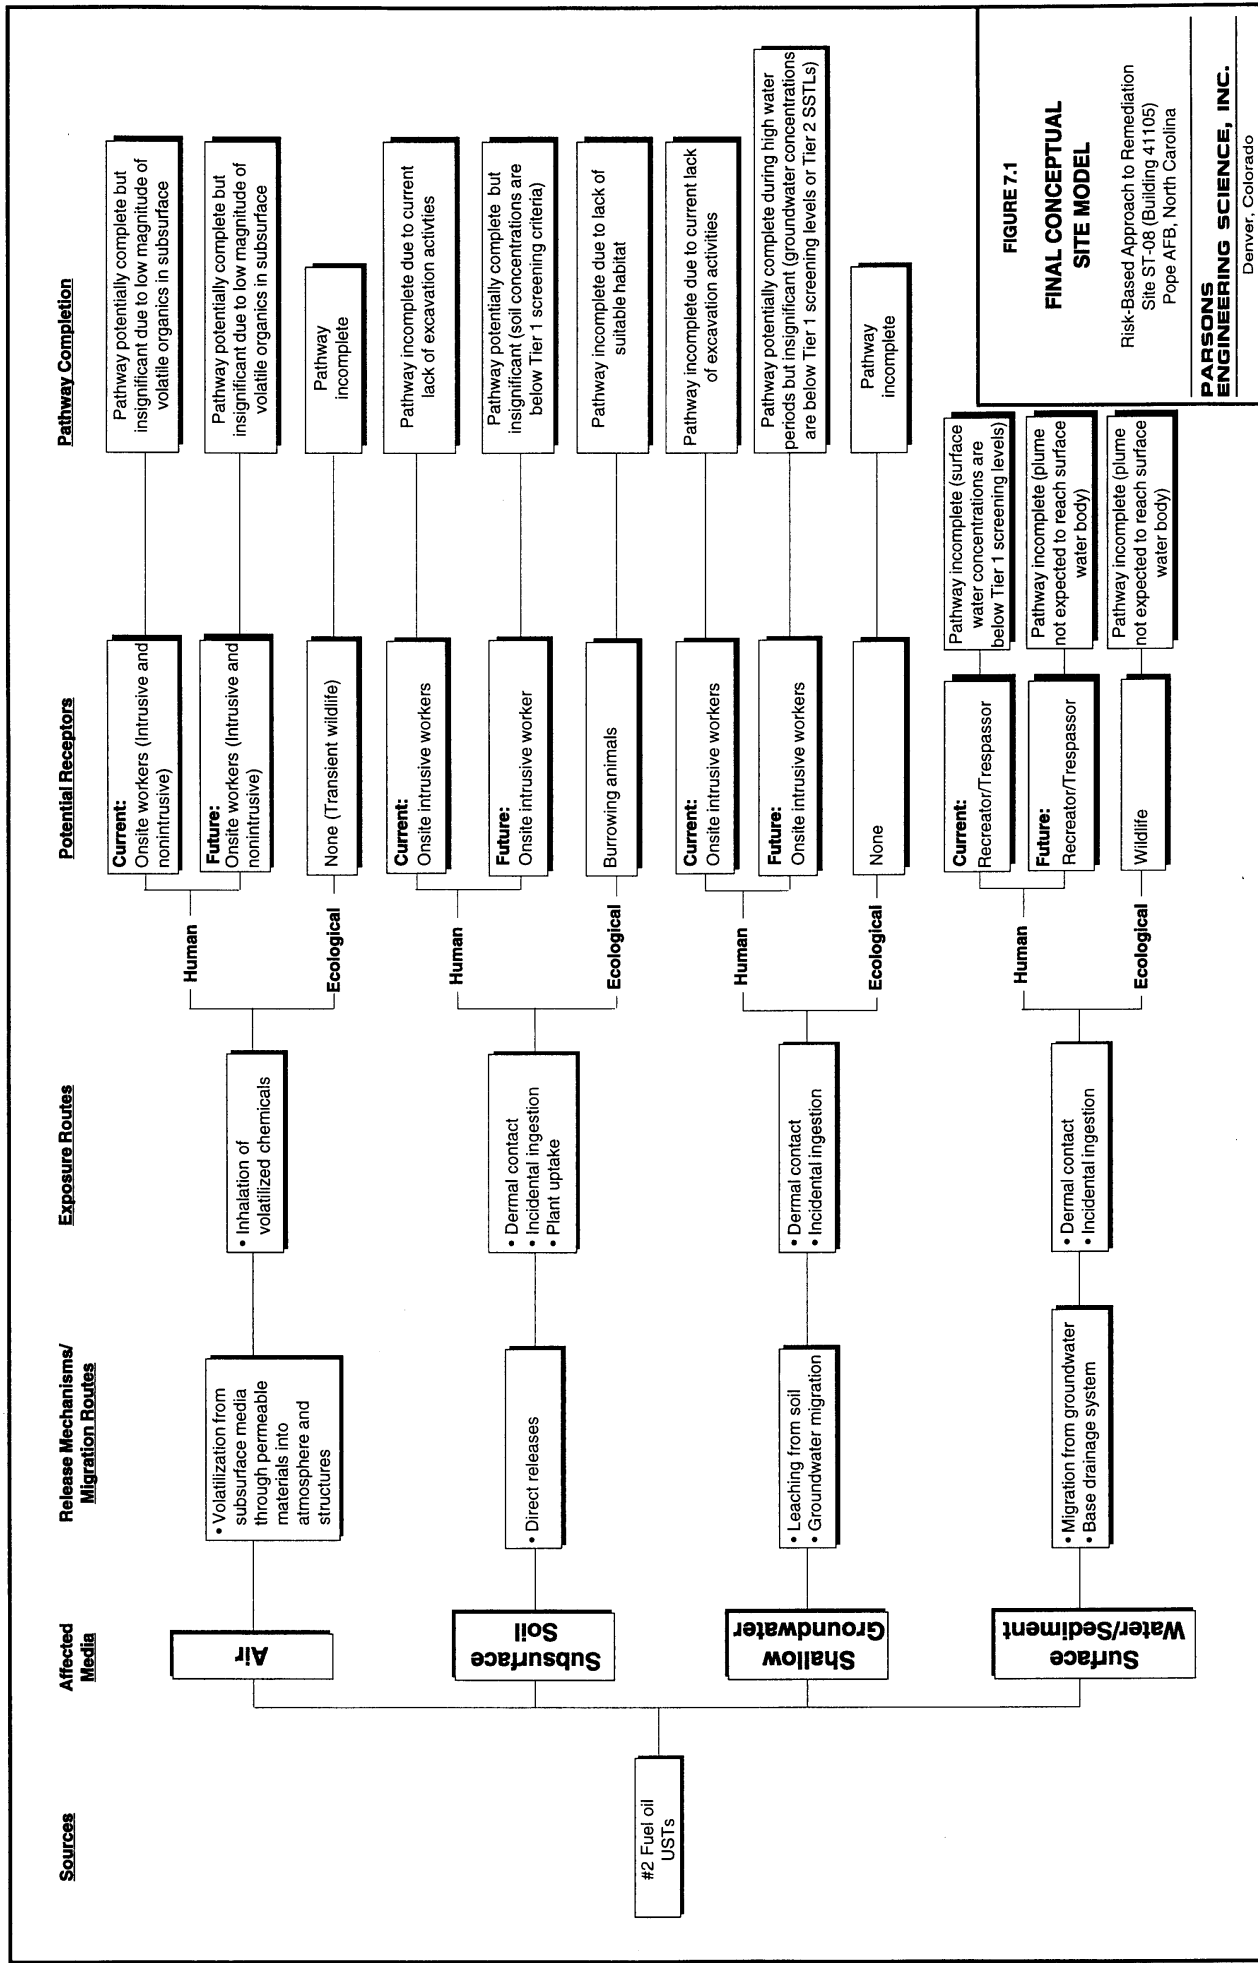 Sources
Affected
Media
Release Mechanisms/
Migration Routes
Exposure Routes
Potential Receptors
Pathway Completion
#2 Fuel oil
USTs
Air
• Volatilization from
subsurface media
through permeable
materials into
atmosphere and
structures
• Inhalation of
volatilized chemicals
Human
Current:
Onsite workers (Intrusive and
nonintrusive)
Pathway potentially complete but
insignificant due to low magnitude of
volatile organics in subsurface
Future:
Onsite workers (Intrusive and
nonintrusive)
Pathway potentially complete but
insignificant due to low magnitude of
volatile organics in subsurface
Ecological
None (Transient wildlife)
Pathway
incomplete
Subsurface
Soil
• Direct releases
• Dermal contact
• Incidental ingestion
• Plant uptake
Human
Current:
Onsite intrusive workers
Pathway incomplete due to current
lack of excavation activties
Future:
Onsite intrusive worker
Pathway potentially complete but
insignificant (soil concentrations are
below Tier 1 screening criteria)
Ecological
Burrowing animals
Pathway incomplete due to lack of
suitable habitat
Shallow
Groundwater
• Leaching from soil
• Groundwater migration
• Dermal contact
• Incidental ingestion
Human
Current:
Onsite intrusive workers
Pathway incomplete due to current lack
of excavation activities
Future:
Onsite intrusive workers
Pathway potentially complete during high water
periods but insignificant (groundwater concentrations
are below Tier 1 screening levels or Tier 2 SSTLs)
Ecological
None
Pathway
incomplete
Surface
Water/Sediment
• Migration from groundwater
• Base drainage system
• Dermal contact
• Incidental ingestion
Human
Current:
Recreator/Trespassor
Pathway incomplete (surface
water concentrations are
below Tier 1 screening levels)
Future:
Recreator/Trespassor
Pathway incomplete (plume
not expected to reach surface
water body)
Ecological
Wildlife
Pathway incomplete (plume
not expected to reach surface
water body)
FIGURE 7.1
FINAL CONCEPTUAL
SITE MODEL
Risk-Based Approach to Remediation
Site ST-08 (Building 41105)
Pope AFB, North Carolina
PARSONS
ENGINEERING SCIENCE, INC.
Denver, Colorado